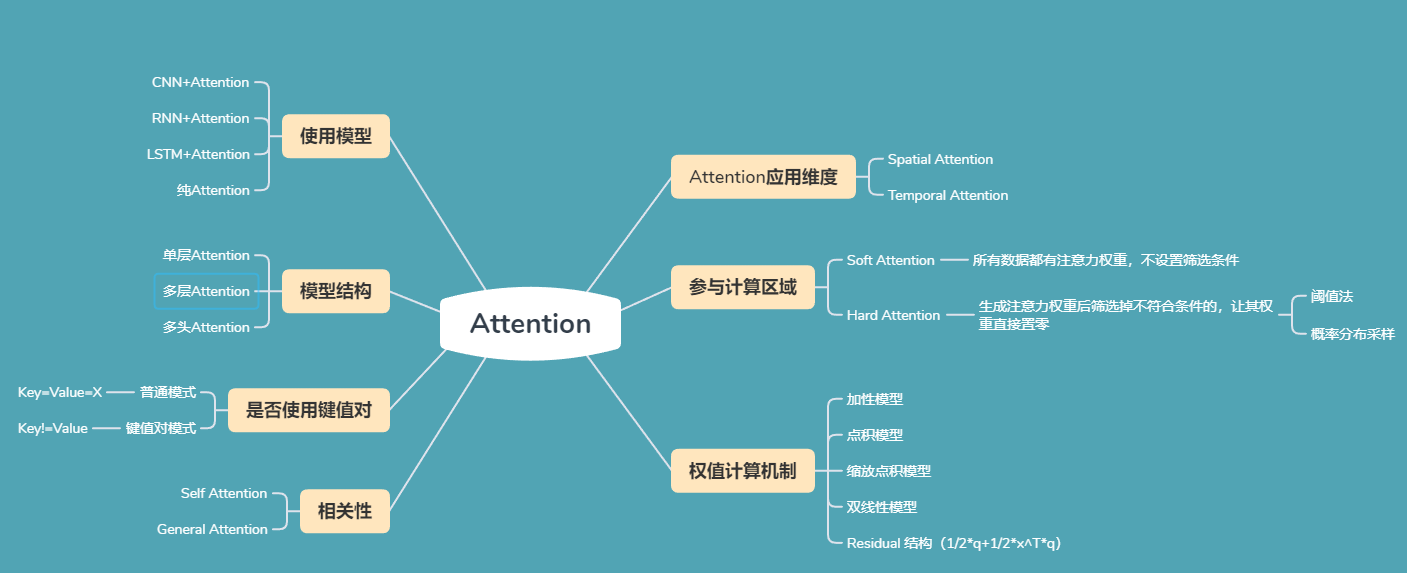 Attention
使用模型
CNN+Attention
RNN+Attention
LSTM+Attention
纯Attention
模型结构
单层Attention
多层Attention
多头Attention
是否使用键值对
普通模式
Key=Value=X
键值对模式
Key!=Value
相关性
Self Attention
General Attention
Attention应用维度
Spatial Attention
Temporal Attention
参与计算区域
Soft Attention
所有数据都有注意力权重，不设置筛选条件
Hard Attention
生成注意力权重后筛选掉不符合条件的，让其权
重直接置零
阈值法
概率分布采样
权值计算机制
加性模型
点积模型
缩放点积模型
双线性模型
Residual 结构（1/2*q+1/2*x^T*q）